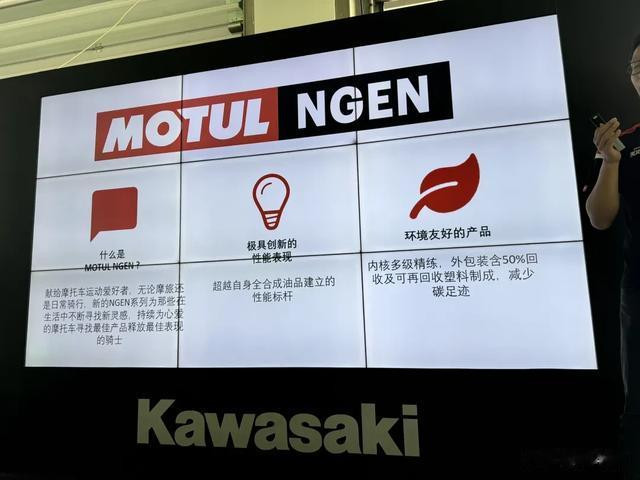 MOTUL NGEN
什么是
MOTUL NGEN？
献给摩托车运动爱好者，无论摩旅还
是日常骑行，新的NGEN系列为那些在
生活中不断寻找新灵感，持续为心爱
的摩托车寻找最佳产品释放最佳表现
的骑士
极具创新的
性能表现
超越自身全合成油品建立的
性能标杆
环境友好的产品
内核多级精练，外包装含50%回
收及可再回收塑料制成，减少
碳足迹
Kawasaki